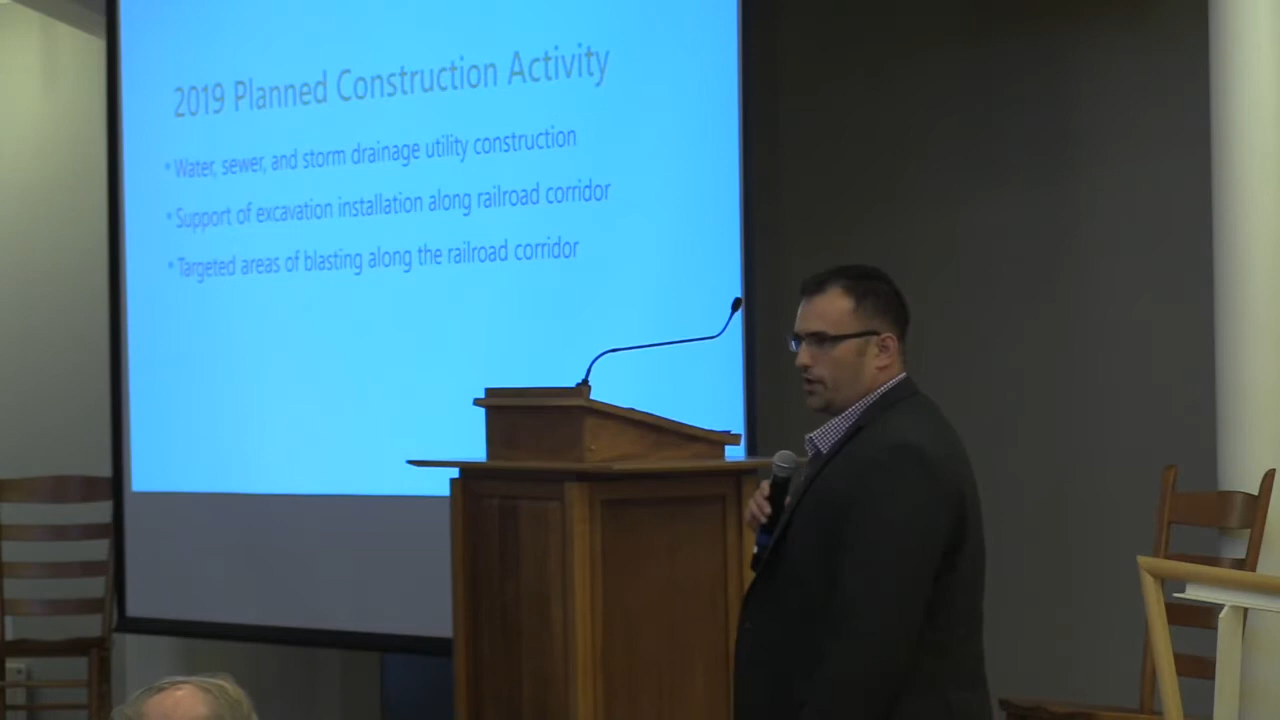 2019 Planned Construction Activity
• Water, sewer, and storm drainage utility construction
• Support of excavation installation along railroad corridor
• Targeted areas of blasting along the railroad corridor